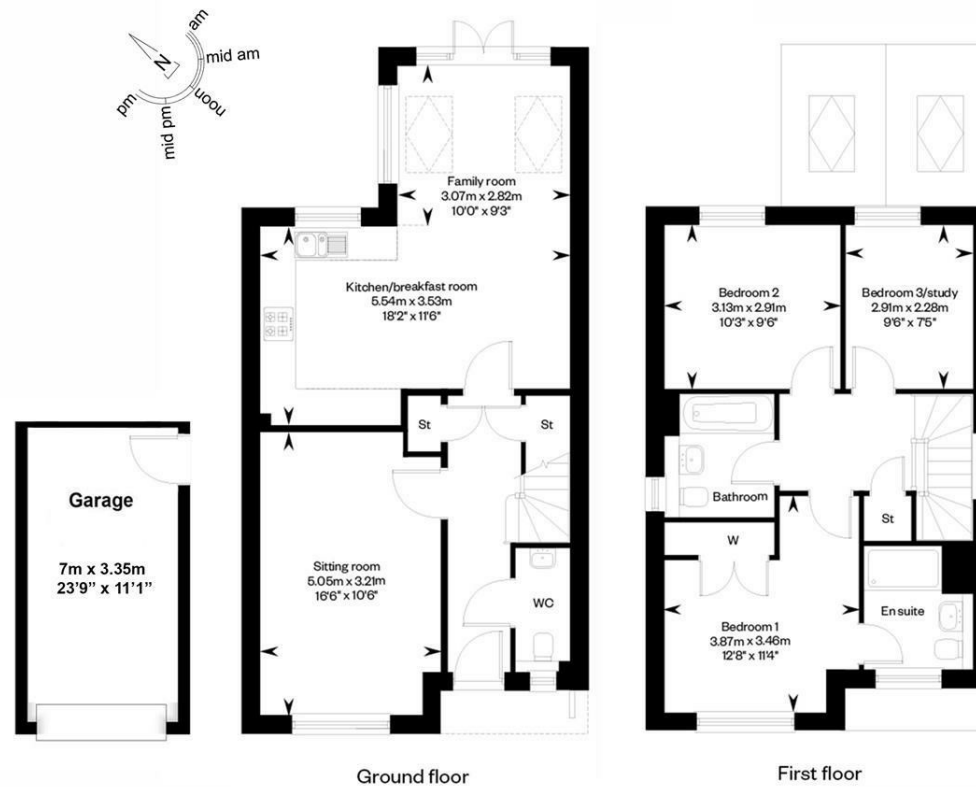 am
mid am
noon
mid pm
pm
N
Family room
3.07m x 2.82m
10'0" x 9'3"
Kitchen/breakfast room
5.54m x 3.53m
18'2" x 11'6"
St
St
Sitting room
5.05m x 3.21m
16'6" x 10'6"
WC
Ground floor
Garage
7m x 3.35m
23'9" x 11'1"
Bedroom 2
3.13m x 2.91m
10'3" x 9'6"
Bedroom 3/study
2.91m x 2.28m
9'6" x 7'5"
Bathroom
St
W
Bedroom 1
3.87m x 3.46m
12'8" x 11'4"
En suite
First floor